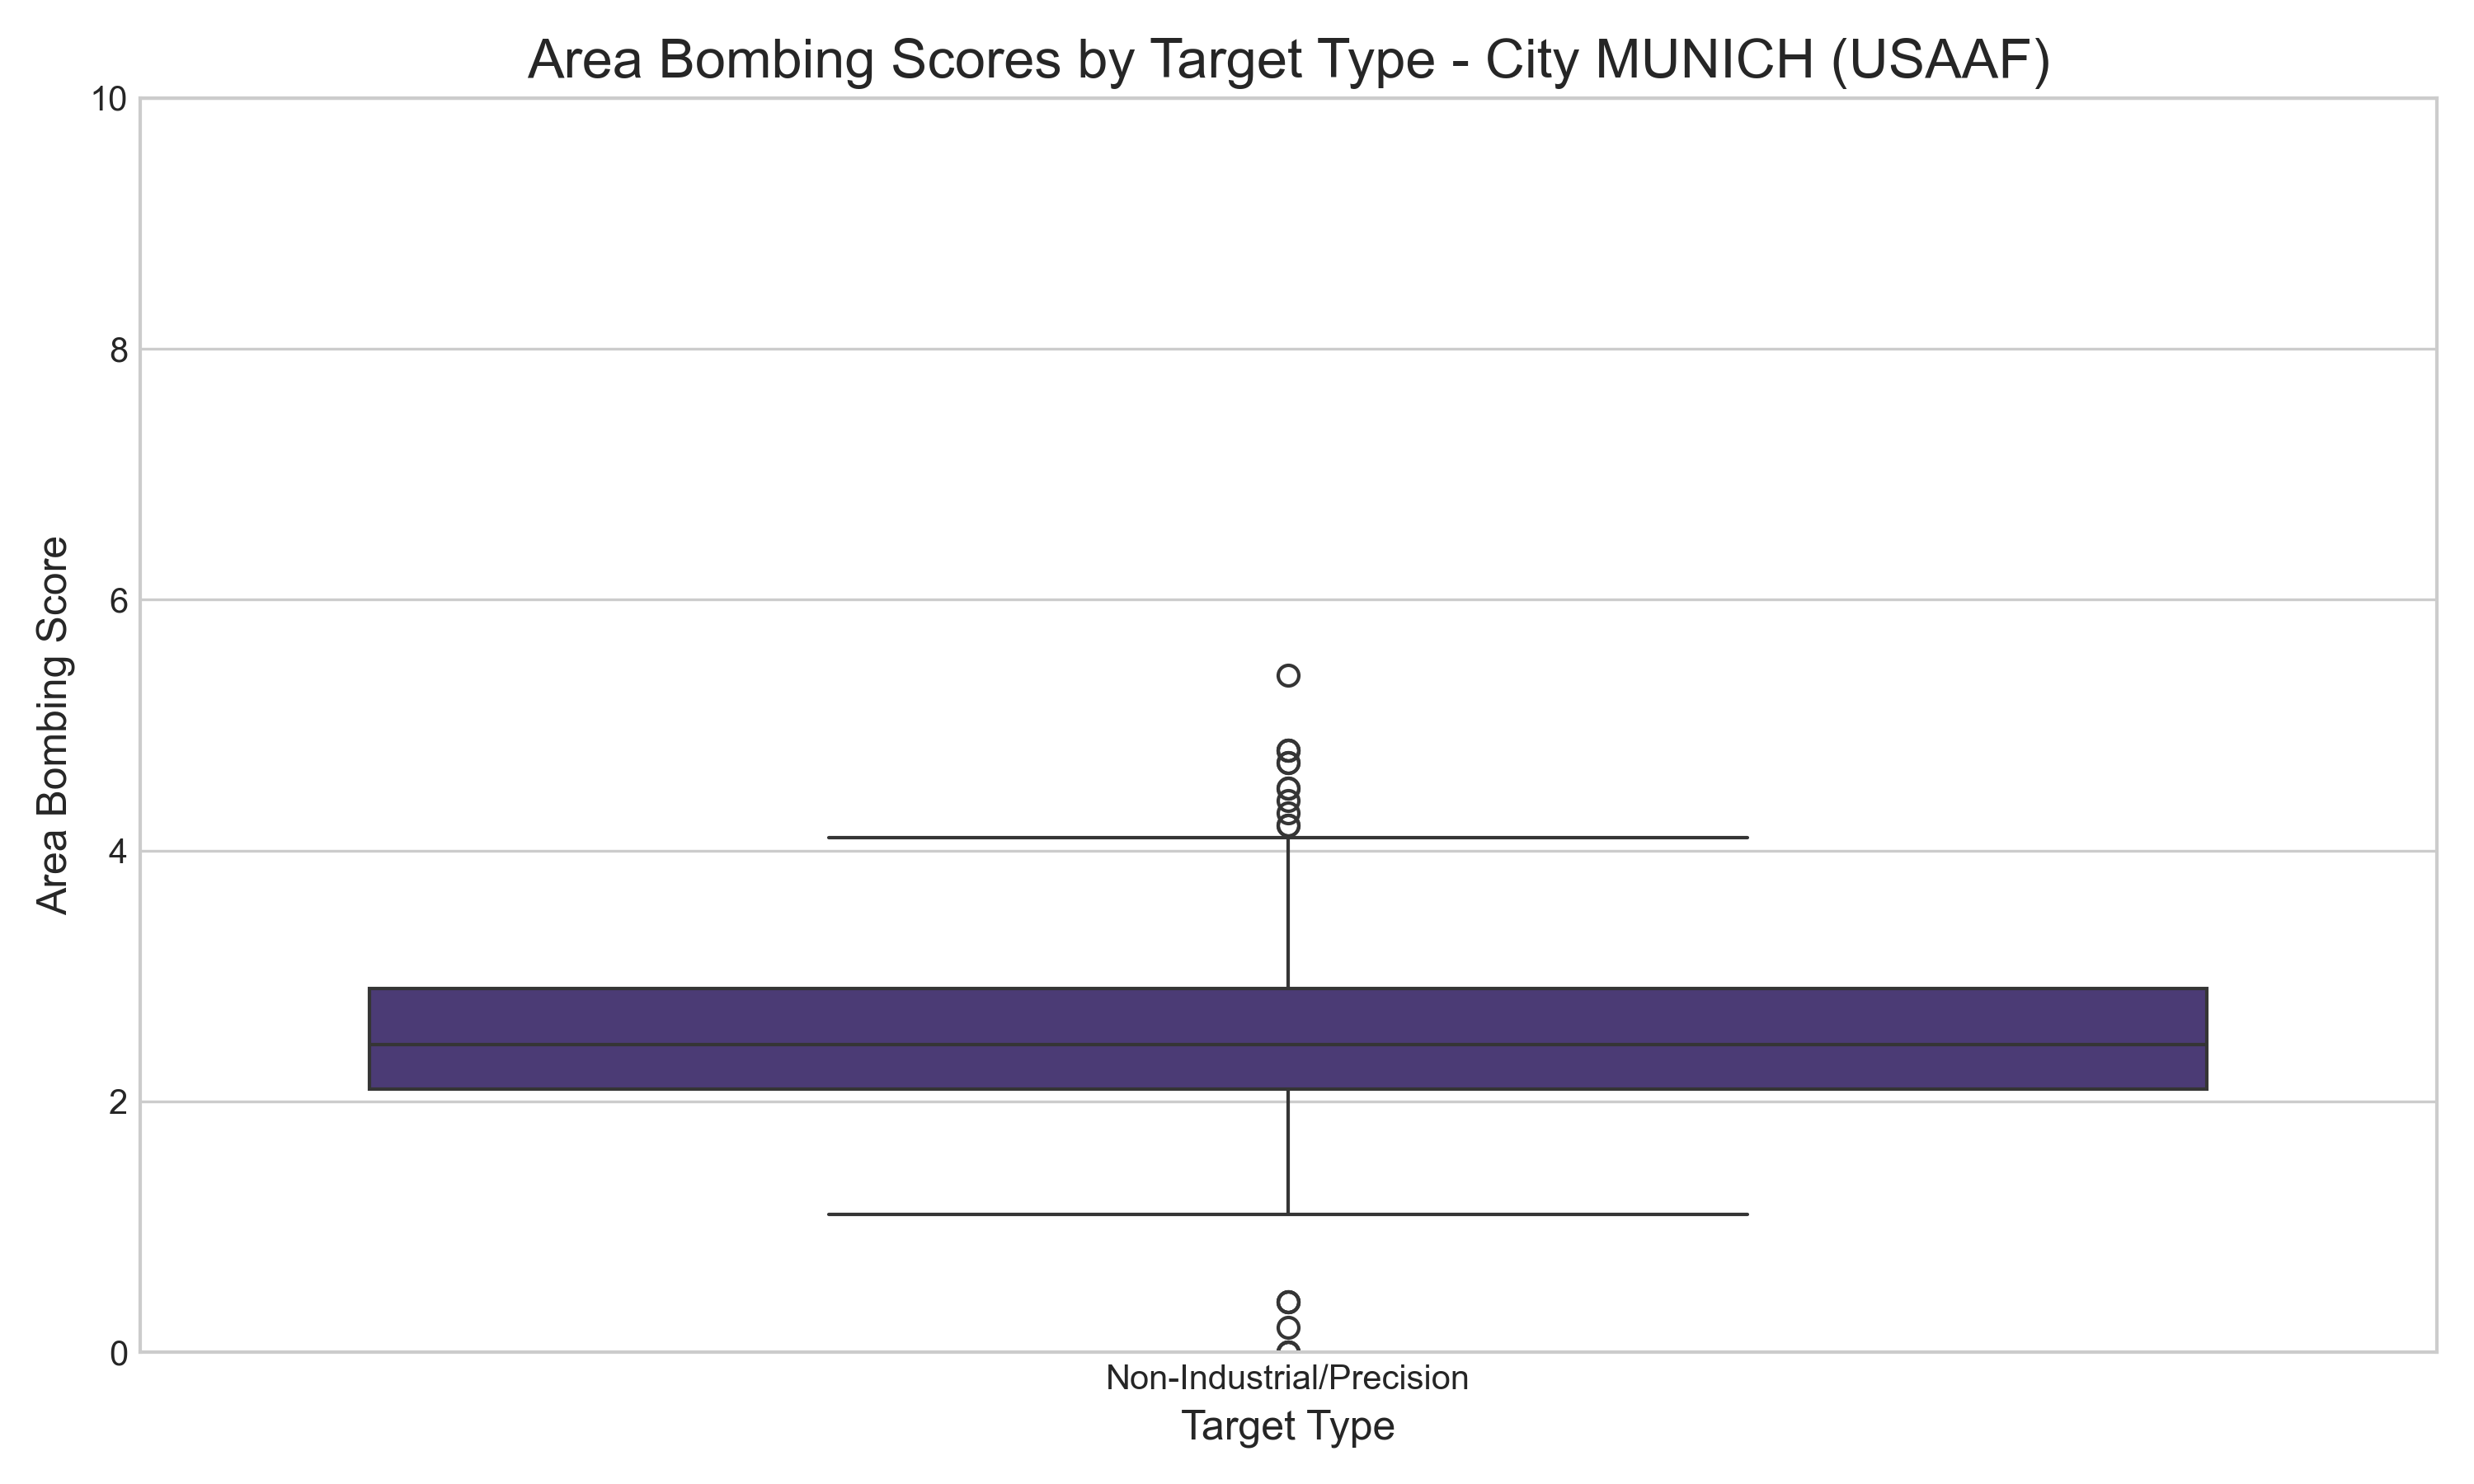 Area Bombing Scores by Target Type - City MUNICH (USAAF)
10
8
6
4
2
0
Area Bombing Score
Non-Industrial/Precision
Target Type